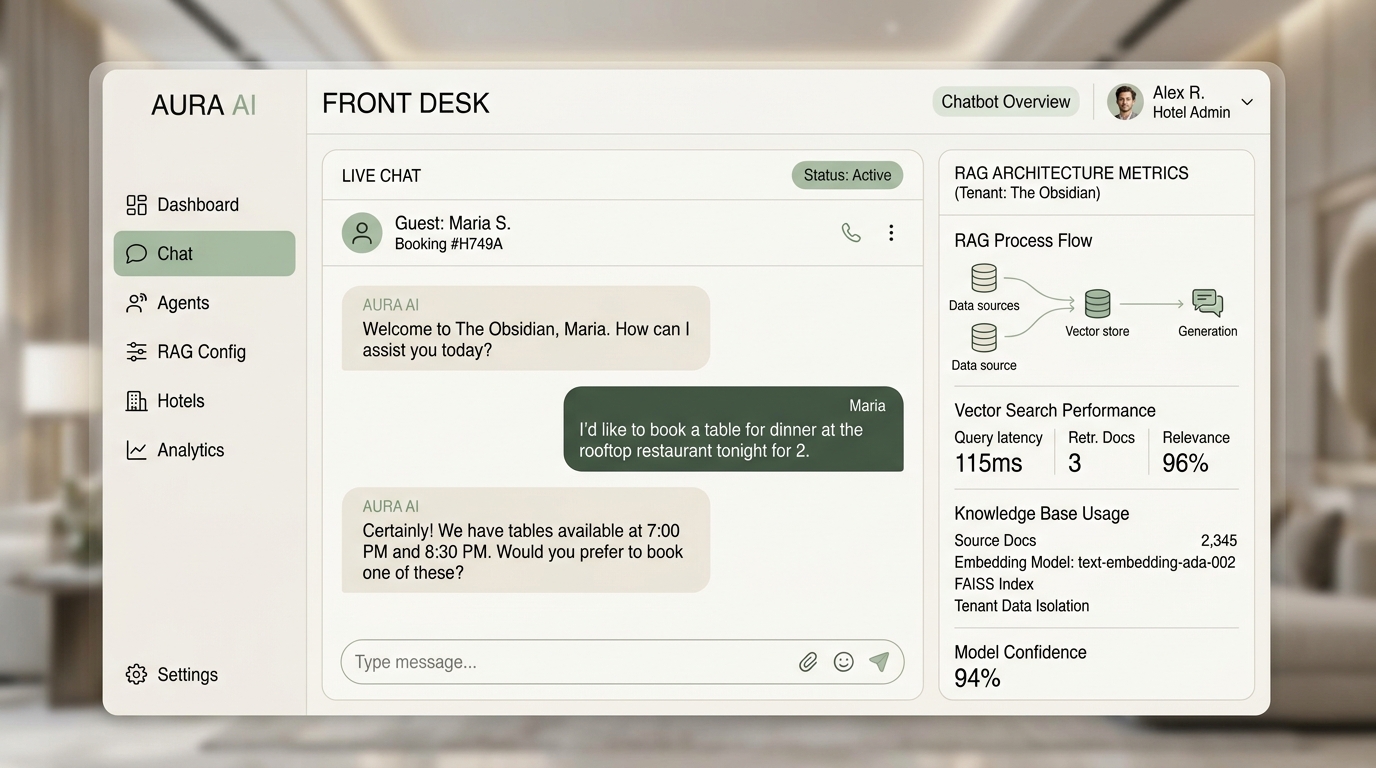 AURA AI
Dashboard
Chat
Agents
RAG Config
Hotels
Analytics
Settings
FRONT DESK
Chatbot Overview
Alex R.
Hotel Admin
LIVE CHAT
Status: Active
Guest: Maria S.
Booking #H749A
AURA AI
Welcome to The Obsidian, Maria. How can I
assist you today?
Maria
I'd like to book a table for dinner at the
rooftop restaurant tonight for 2.
AURA AI
Certainly! We have tables available at 7:00
PM and 8:30 PM. Would you prefer to book
one of these?
Type message...
RAG ARCHITECTURE METRICS
(Tenant: The Obsidian)
RAG Process Flow
Data sources
Data source
Vector store
Generation
Vector Search Performance
Query latency
115ms
Retr. Docs
3
Relevance
96%
Knowledge Base Usage
Source Docs 2,345
Embedding Model: text-embedding-ada-002
FAISS Index
Tenant Data Isolation
Model Confidence
94%